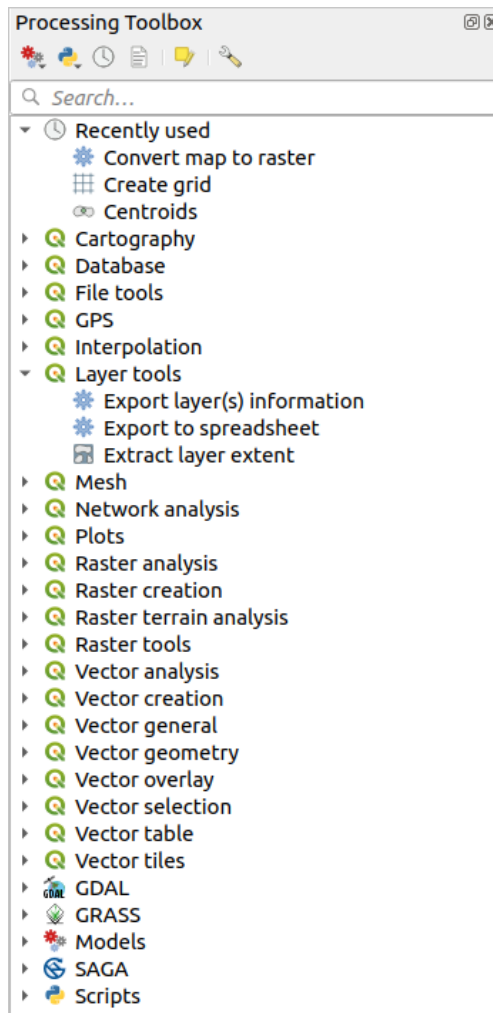 Processing Toolbox
Search...
Recently used
Convert map to raster
Create grid
Centroids
Cartography
Database
File tools
GPS
Interpolation
Layer tools
Export layer(s) information
Export to spreadsheet
Extract layer extent
Mesh
Network analysis
Plots
Raster analysis
Raster creation
Raster terrain analysis
Raster tools
Vector analysis
Vector creation
Vector general
Vector geometry
Vector overlay
Vector selection
Vector table
Vector tiles
GDAL GDAL
GRASS
Models
SAGA
Scripts